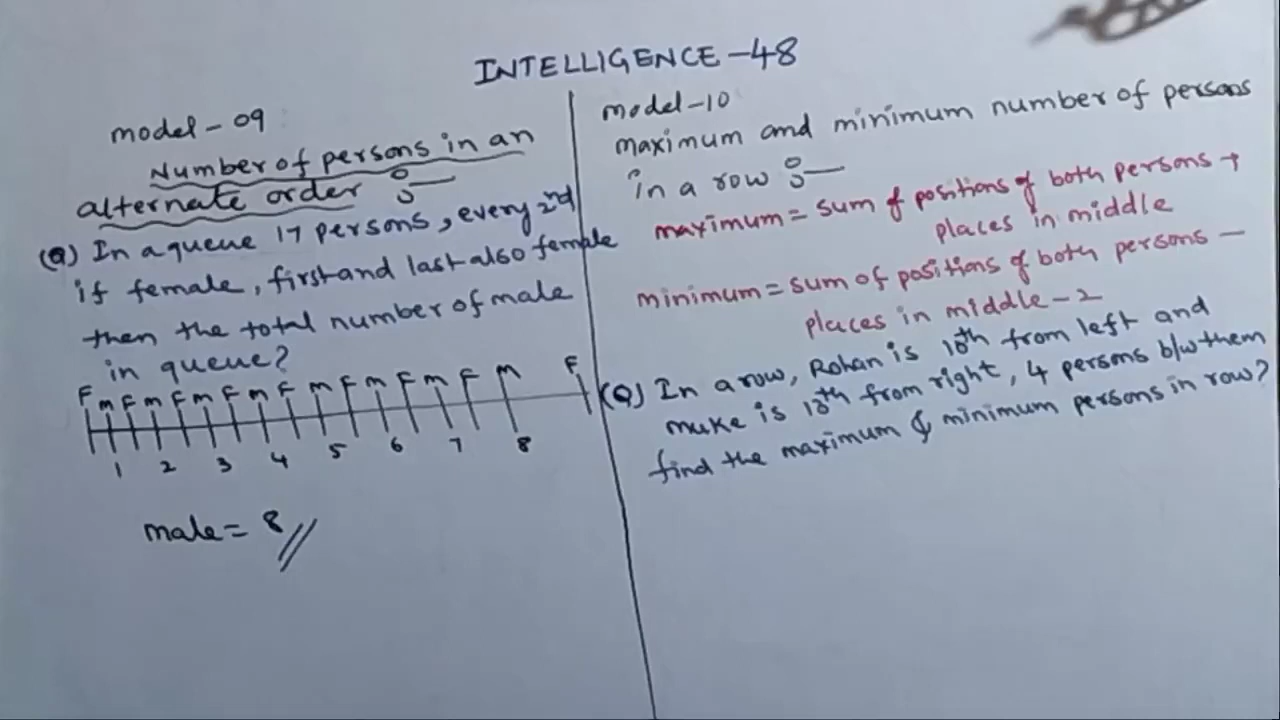 INTELLIGENCE-48
model-09
Number of persons in an
alternate order :-
(Q) In a queue 17 persons, every 2nd
if female, first and last also female
then the total number of male
in queue?
F m F m F m F m F m F m F m F m F
1 2 3 4 5 6 7 8
male = 8//
model-10
maximum and minimum number of persons
in a row :-
maximum = sum of positions of both persons +
places in middle
minimum = sum of positions of both persons -
places in middle - 2
(Q) In a row, Rohan is 10th from left and
muke is 10th from right, 4 persons b/w them
find the maximum & minimum persons in row?